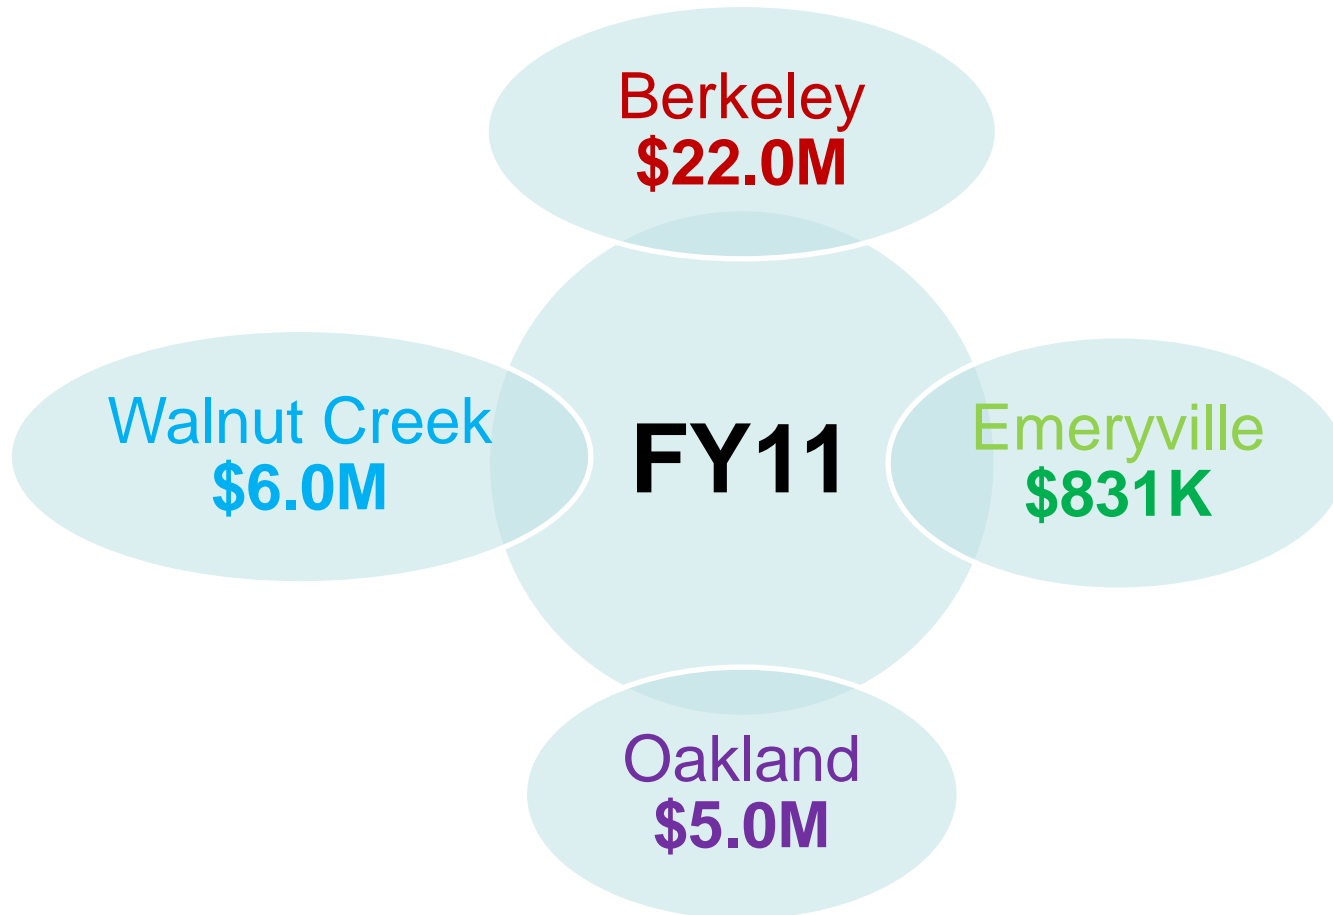 Berkeley
$22.0M
Walnut Creek
$6.0M
FY11
Emeryville
$831K
Oakland
$5.0M